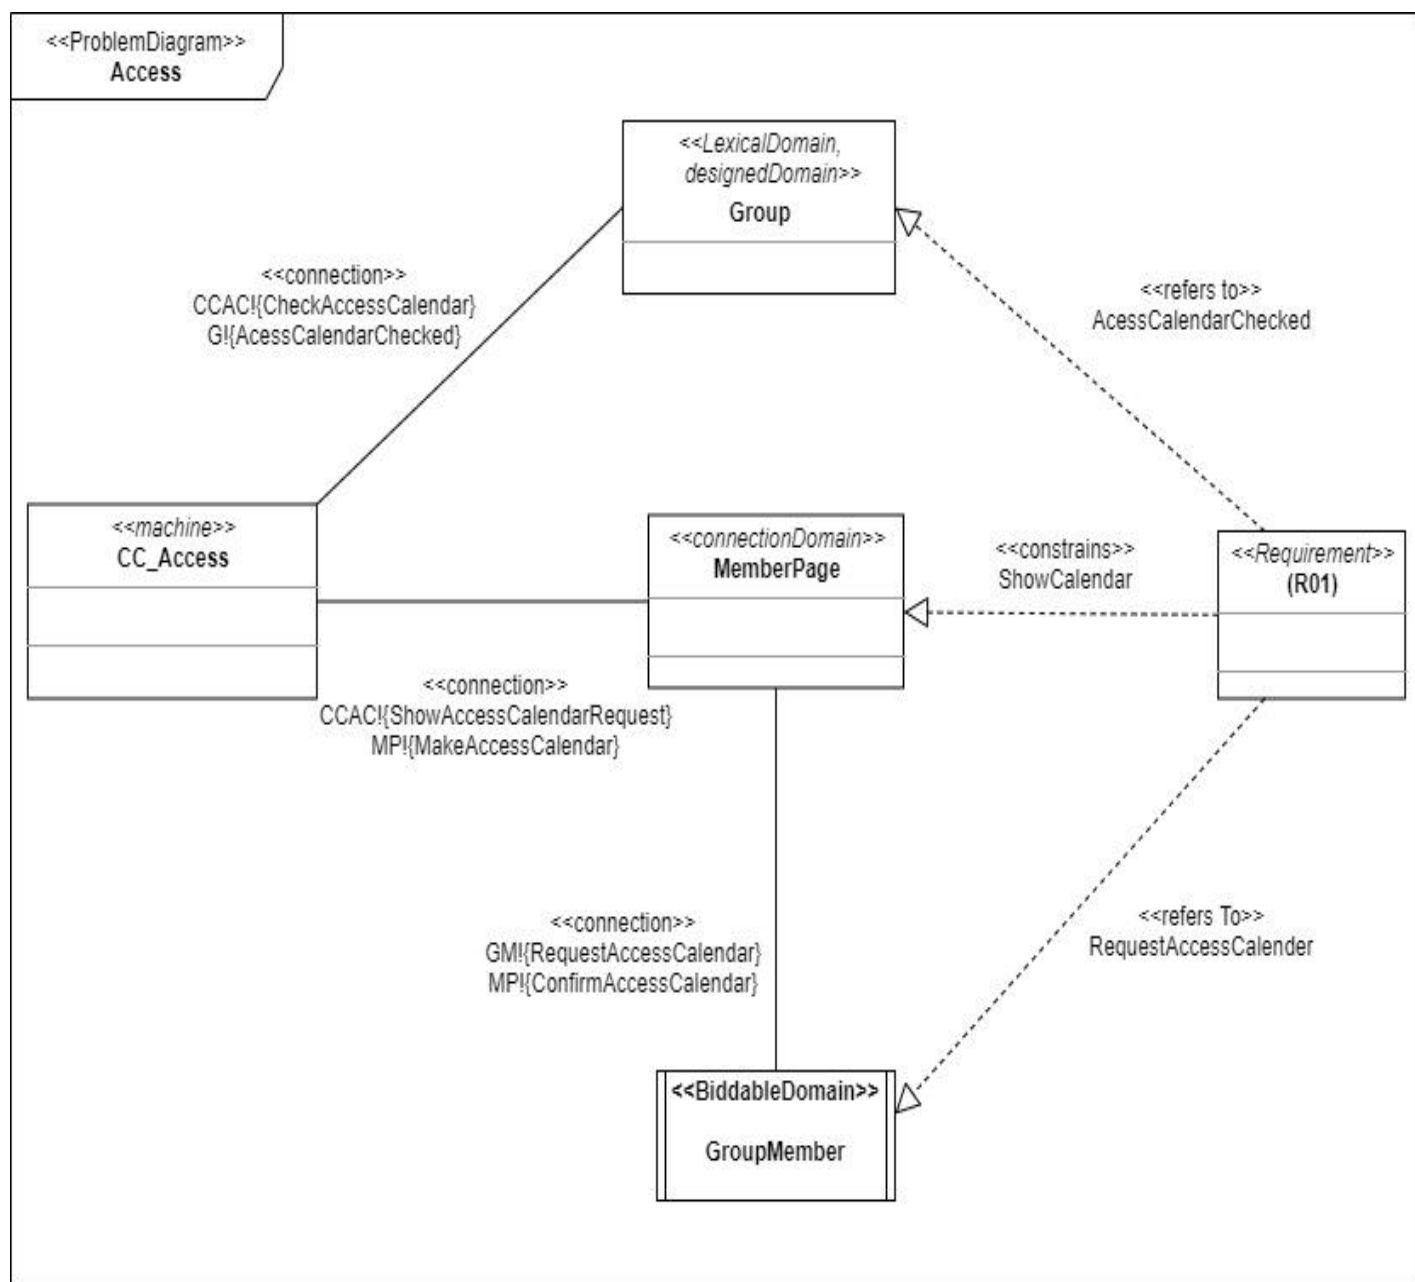 <<ProblemDiagram>>
Access
<<LexicalDomain,
designedDomain>>
Group
<<connection>>
CCAC!{CheckAccessCalendar}
G!{AcessCalendarChecked}
<<refers to>>
AcessCalendarChecked
<<machine>>
CC_Access
<<connectionDomain>>
MemberPage
<<constrains>>
ShowCalendar
<<Requirement>>
(R01)
<<connection>>
CCAC!{ShowAccessCalendarRequest}
MP!{MakeAccessCalendar}
<<connection>>
GM!{RequestAccessCalendar}
MP!{ConfirmAccessCalendar}
<<refers To>>
RequestAccessCalender
<<BiddableDomain>>
GroupMember